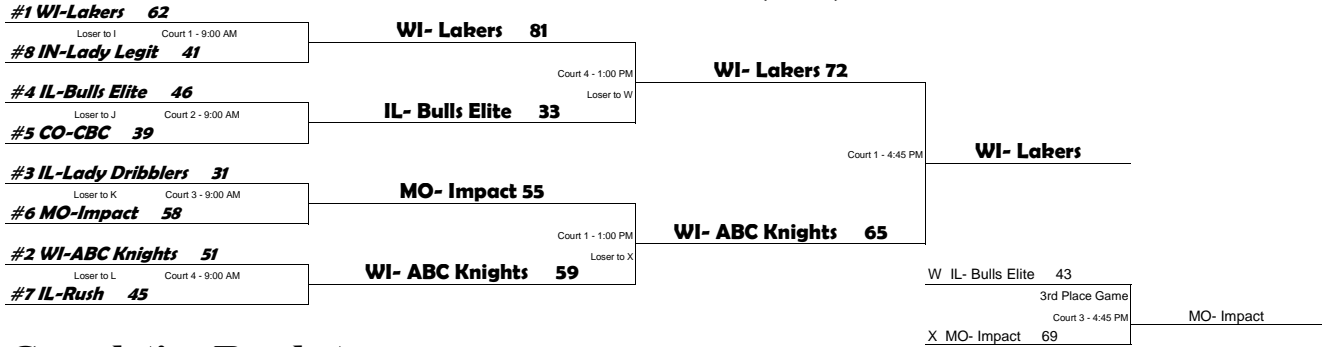 #1 WI-Lakers 62
Loser to I Court 1 - 9:00 AM
#8 IN-Lady Legit 41
WI- Lakers 81
#4 IL-Bulls Elite 46
Loser to J Court 2 - 9:00 AM
#5 CO-CBC 39
IL- Bulls Elite 33
Court 4 - 1:00 PM
Loser to W
WI- Lakers 72
#3 IL-Lady Dribblers 31
Loser to K Court 3 - 9:00 AM
#6 MO-Impact 58
MO- Impact 55
#2 WI-ABC Knights 51
Loser to L Court 4 - 9:00 AM
#7 IL-Rush 45
WI- ABC Knights 59
Court 1 - 1:00 PM
Loser to X
WI- ABC Knights 65
Court 1 - 4:45 PM
WI- Lakers
W IL- Bulls Elite 43
3rd Place Game
Court 3 - 4:45 PM
X MO- Impact 69
MO- Impact